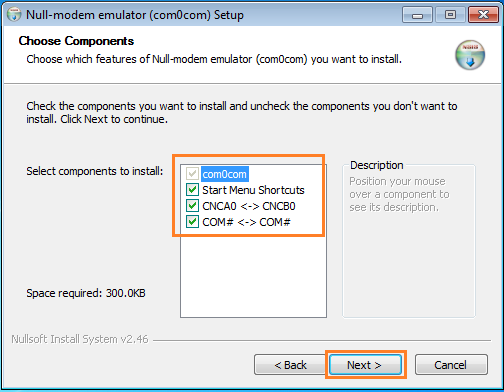 Null-modem emulator (com0com) Setup
Choose Components
Choose which features of Null-modem emulator (com0com) you want to install.
Check the components you want to install and uncheck the components you don't want to
install. Click Next to continue.
Select components to install:
com0com
Start Menu Shortcuts
CNCA0 <-> CNCB0
COM# <-> COM#
Description
Position your mouse
over a component to
see its description.
Space required: 300.0KB
Nullsoft Install System v2.46
< Back
Next >
Cancel